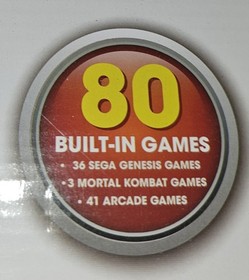 80
BUILT-IN GAMES
• 36 SEGA GENESIS GAMES
• 3 MORTAL KOMBAT GAMES
• 41 ARCADE GAMES